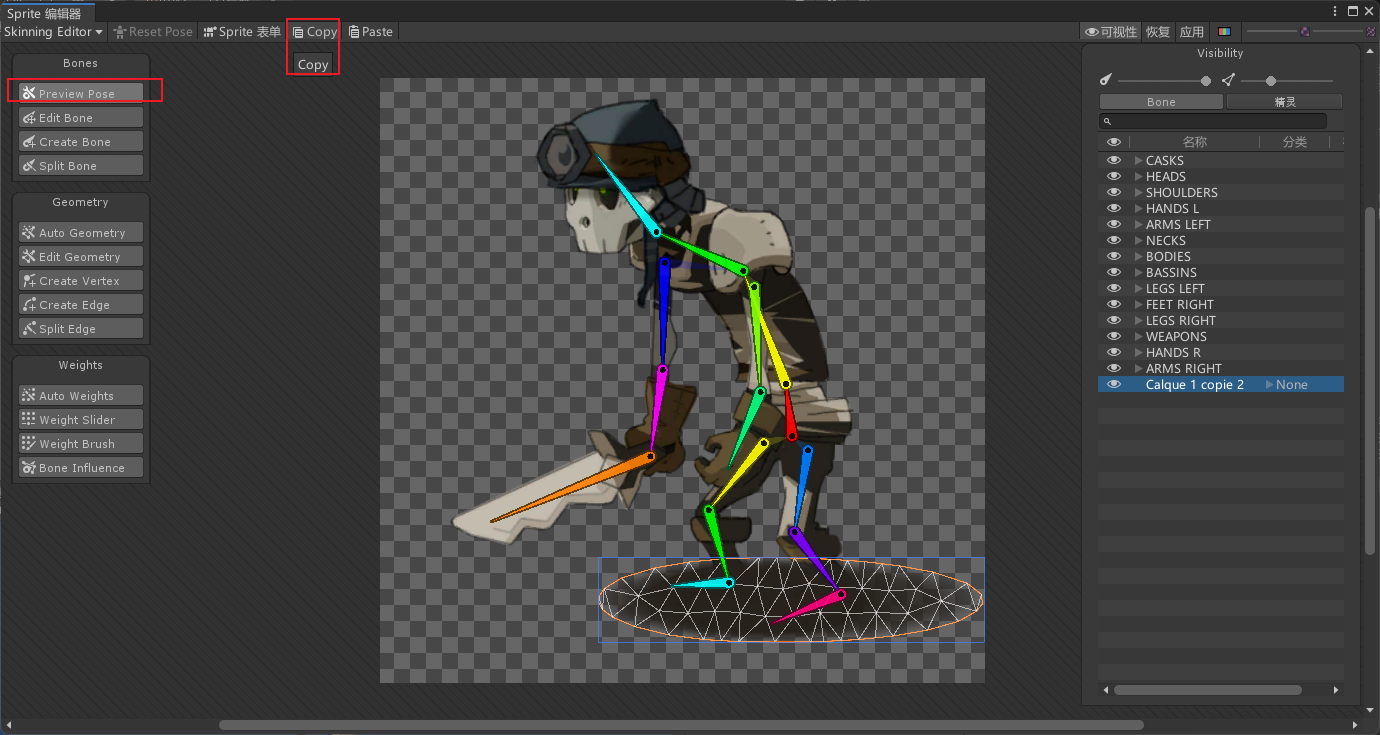 Sprite 编辑器
Skinning Editor
Reset Pose
Sprite 表单
Copy
Paste
可视性
恢复
应用
Copy
Bones
Preview Pose
Edit Bone
Create Bone
Split Bone
Geometry
Auto Geometry
Edit Geometry
Create Vertex
Create Edge
Split Edge
Weights
Auto Weights
Weight Slider
Weight Brush
Bone Influence
Visibility
Bone
精灵
名称
分类
CASKS
HEADS
SHOULDERS
HANDS L
ARMS LEFT
NECKS
BODIES
BASSINS
LEGS LEFT
FEET RIGHT
LEGS RIGHT
WEAPONS
HANDS R
ARMS RIGHT
Calque 1 copie 2
None